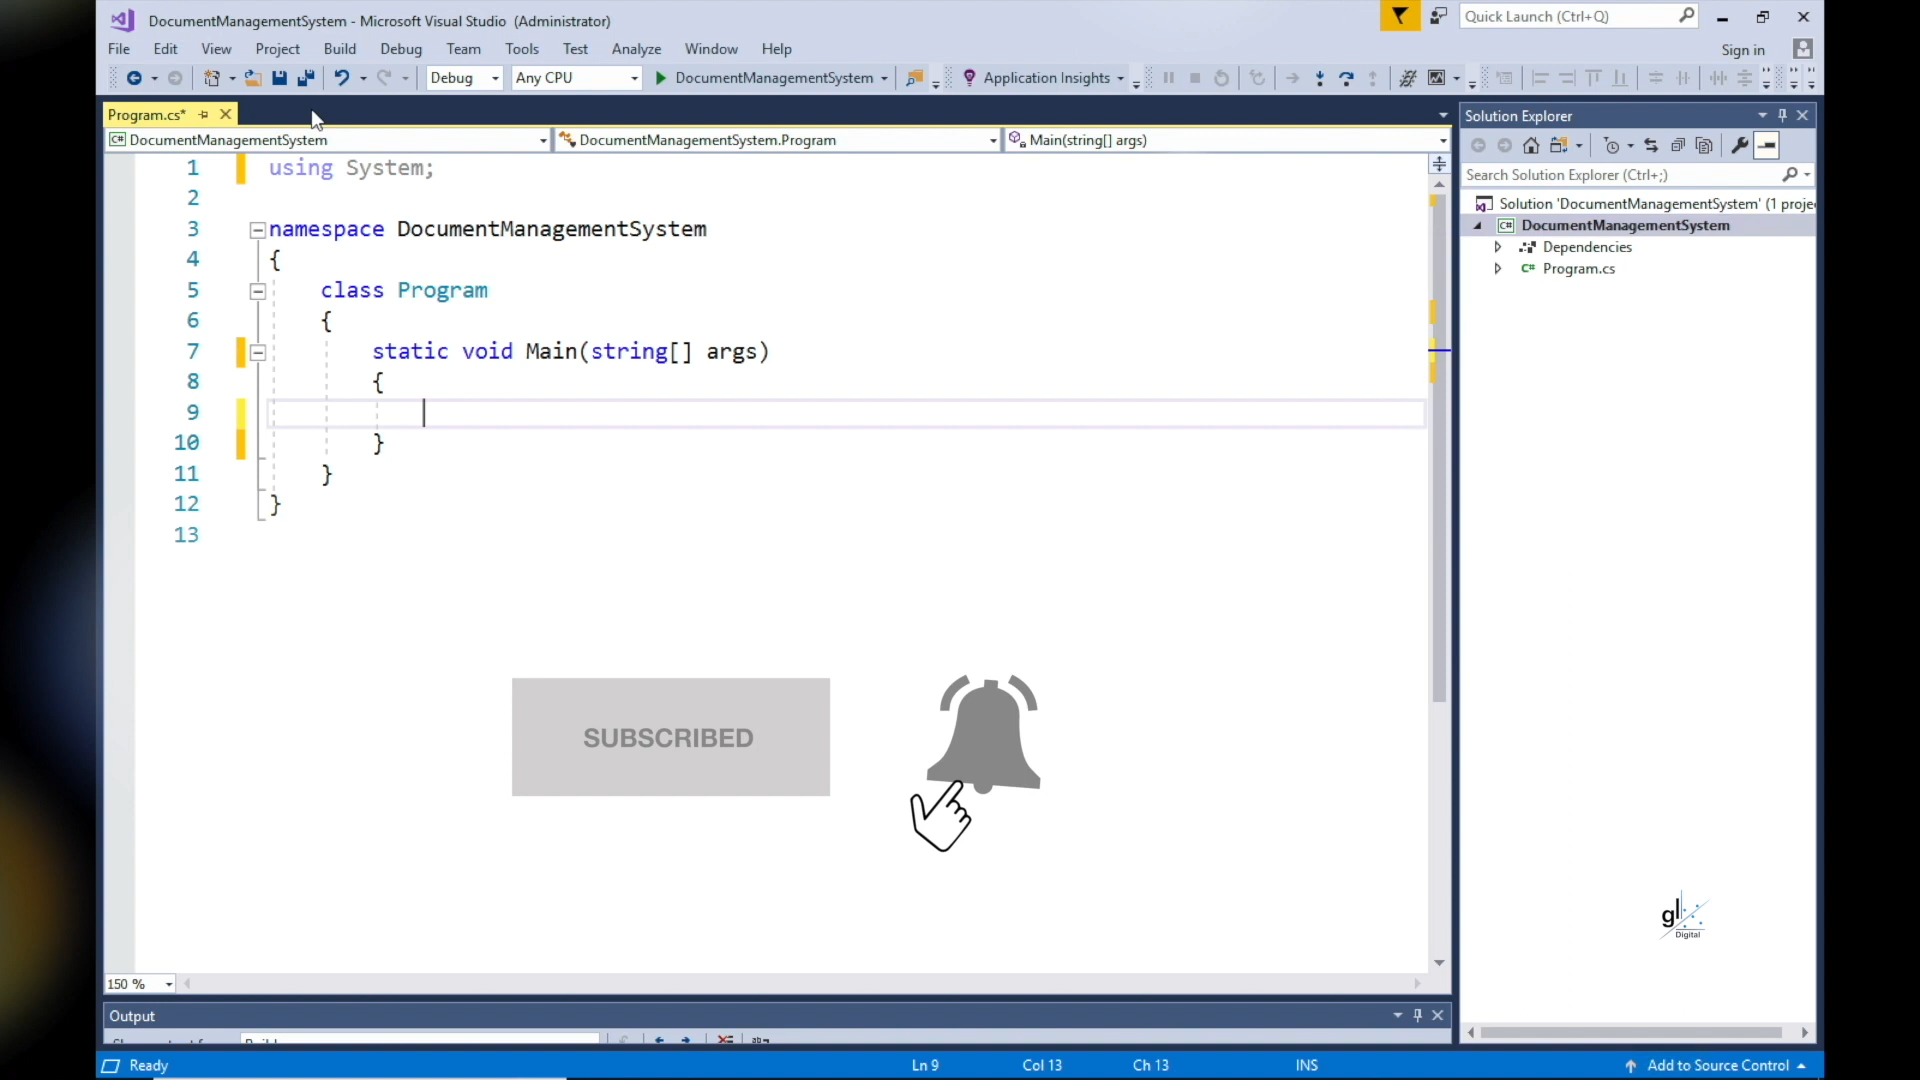 DocumentManagementSystem - Microsoft Visual Studio (Administrator)
Quick Launch (Ctrl+Q)
File Edit View Project Build Debug Team Tools Test Analyze Window Help
Sign in
Debug Any CPU DocumentManagementSystem Application Insights
Program.cs*
DocumentManagementSystem DocumentManagementSystem.Program Main(string[] args)
1 using System;
2
3 namespace DocumentManagementSystem
4 {
5 class Program
6 {
7 static void Main(string[] args)
8 {
9
10 }
11 }
12 }
13
SUBSCRIBED
150 %
Solution Explorer
Search Solution Explorer (Ctrl+;)
Solution 'DocumentManagementSystem' (1 proje
DocumentManagementSystem
Dependencies
C# Program.cs
gl
Digital
Output
Ready Ln 9 Col 13 Ch 13 INS Add to Source Control